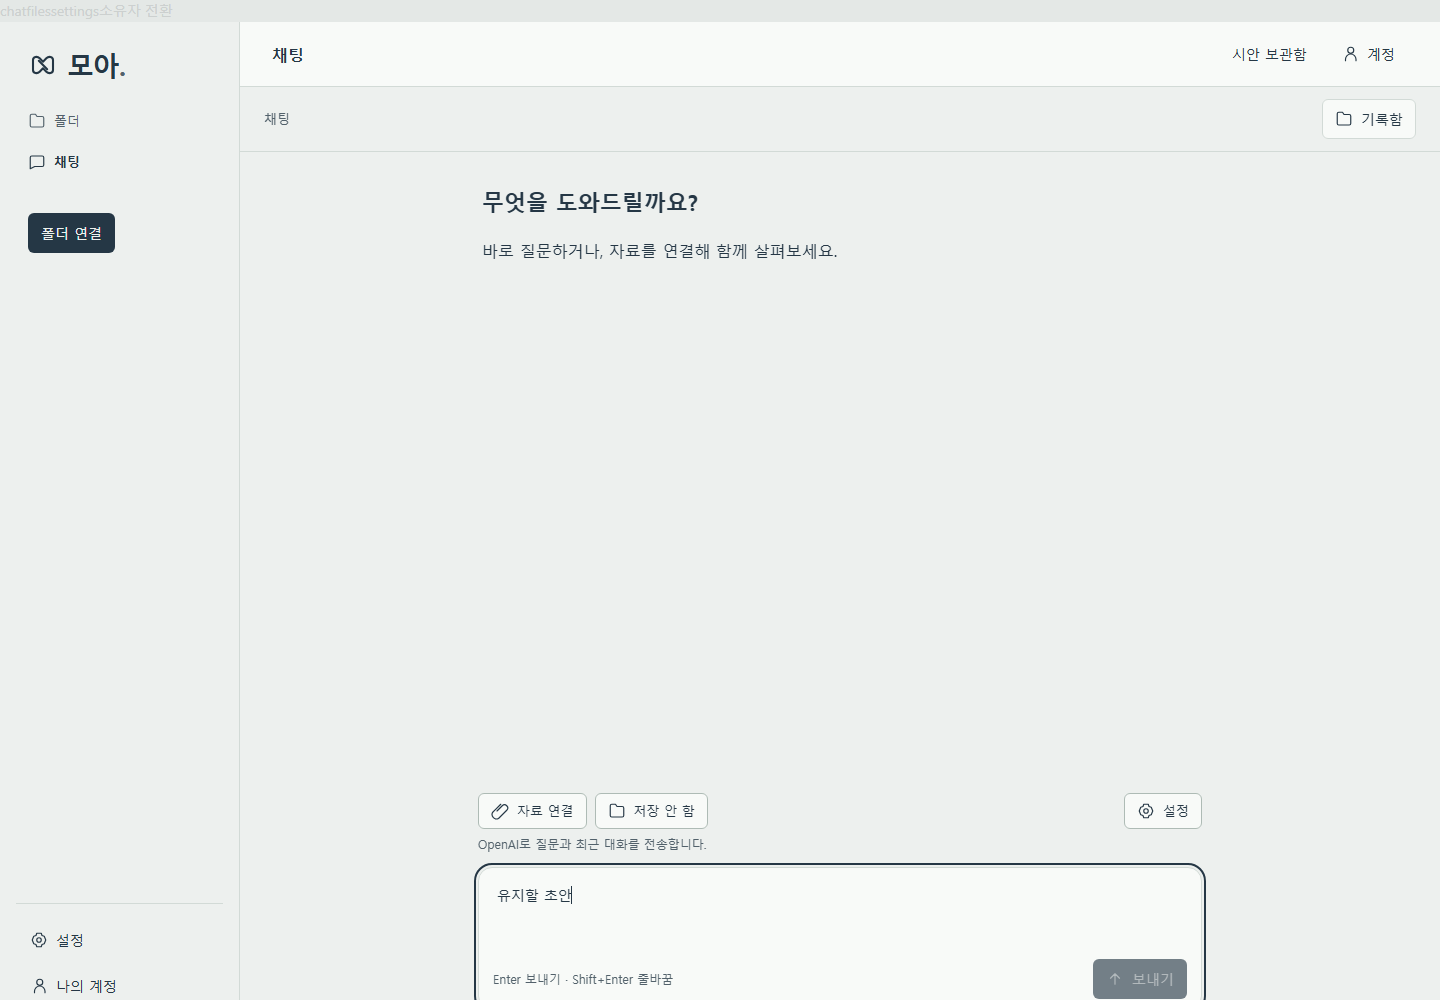 chatfilessettings소유자 전환
모아.
폴더
채팅
폴더 연결
설정
나의 계정
채팅
시안 보관함
계정
채팅
기록함
무엇을 도와드릴까요?
바로 질문하거나, 자료를 연결해 함께 살펴보세요.
자료 연결
저장 안 함
설정
OpenAI로 질문과 최근 대화를 전송합니다.
유지할 초안
Enter 보내기 · Shift+Enter 줄바꿈
보내기